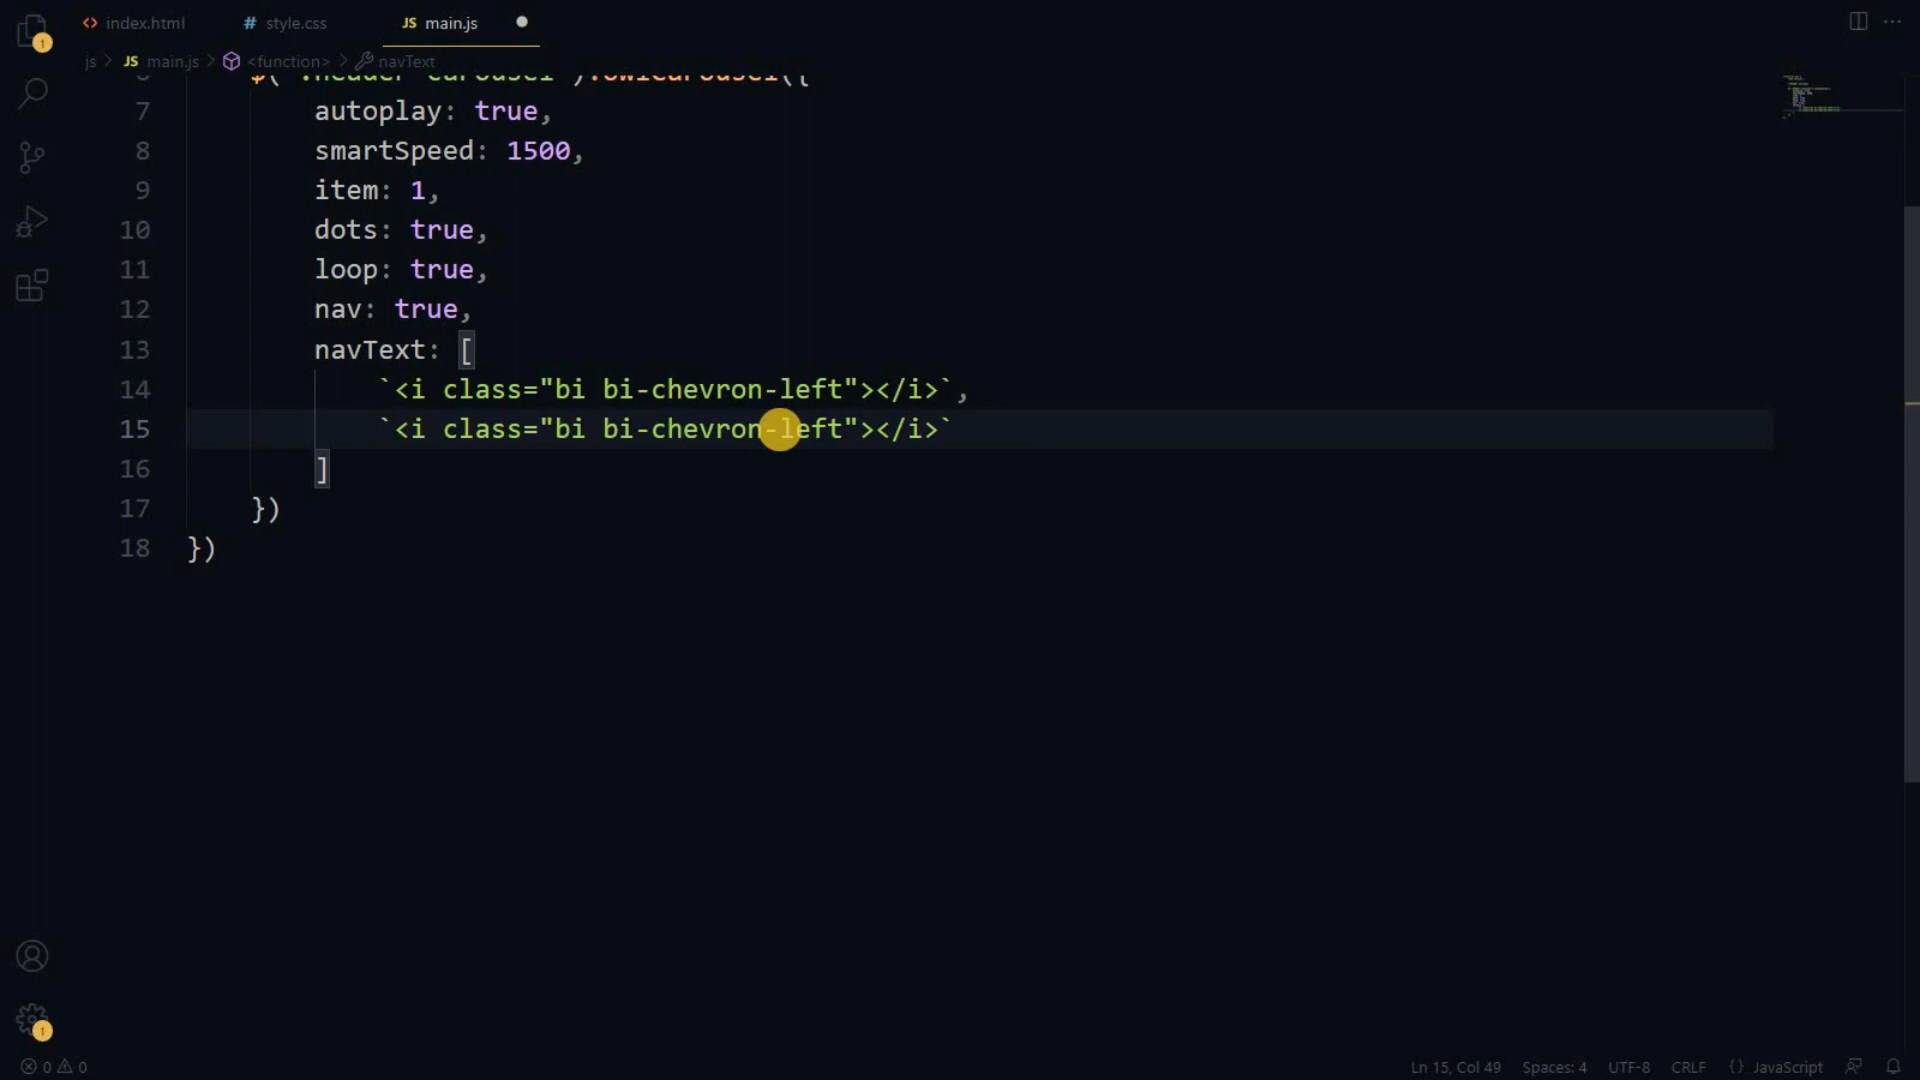 index.html # style.css JS main.js
js > JS main.js > <function> > navText
7 autoplay: true,
8 smartSpeed: 1500,
9 item: 1,
10 dots: true,
11 loop: true,
12 nav: true,
13 navText: [
14 `<i class="bi bi-chevron-left"></i>`,
15 `<i class="bi bi-chevron-left"></i>`
16 ]
17 })
18 })
1
1
0 0 Ln 15, Col 49 Spaces: 4 UTF-8 CRLF {} JavaScript